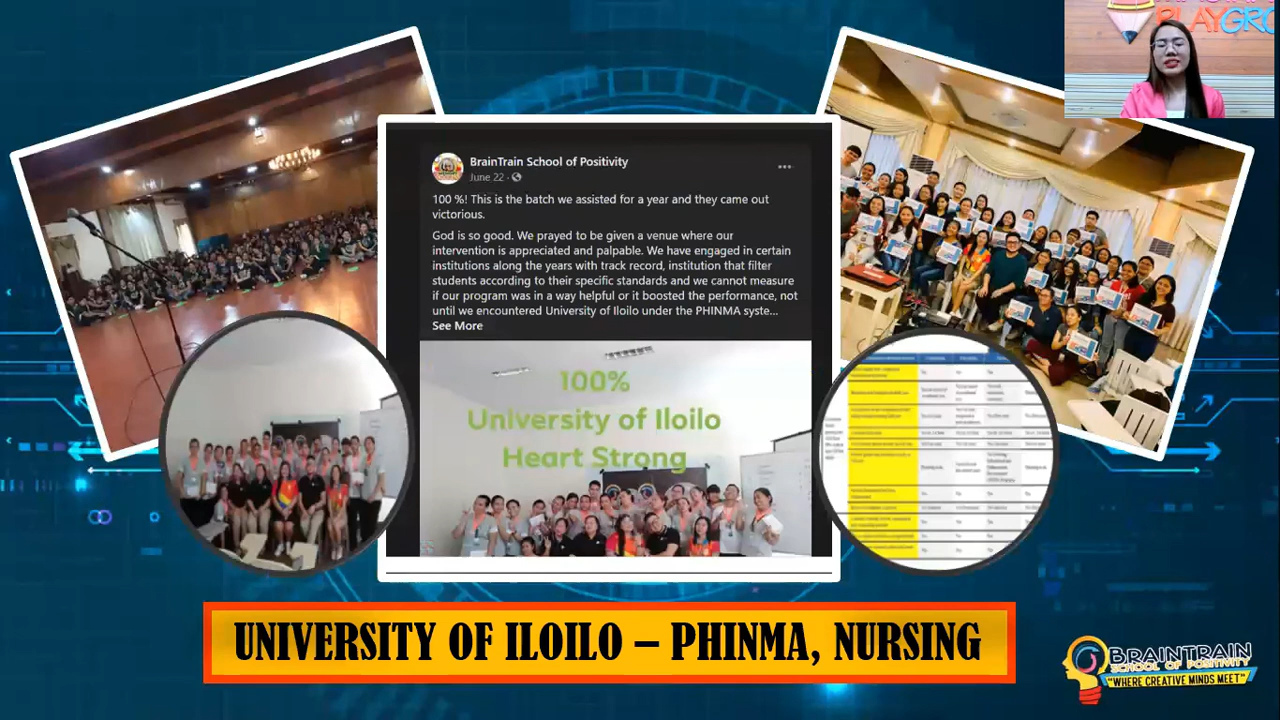 PLAYGRO
BrainTrain School of Positivity
June 22 ·
100 %! This is the batch we assisted for a year and they came out
victorious.
God is so good. We prayed to be given a venue where our
intervention is appreciated and palpable. We have engaged in certain
institutions along the years with track record, institution that filter
students according to their specific standards and we cannot measure
if our program was in a way helpful or it boosted the performance, not
until we encountered University of Iloilo under the PHINMA syste...
See More
100%
University of Iloilo
Heart Strong
UNIVERSITY OF ILOILO – PHINMA, NURSING
BRAINTRAIN
SCHOOL OF POSITIVITY
"WHERE CREATIVE MINDS MEET"